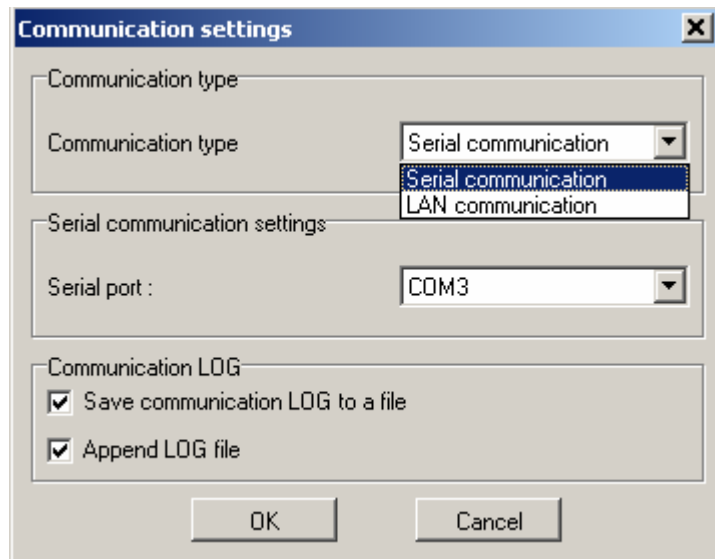 Communication settings
Communication type
Communication type Serial communication
Serial communication
LAN communication
Serial communication settings
Serial port : COM3
Communication LOG
Save communication LOG to a file
Append LOG file
OK Cancel